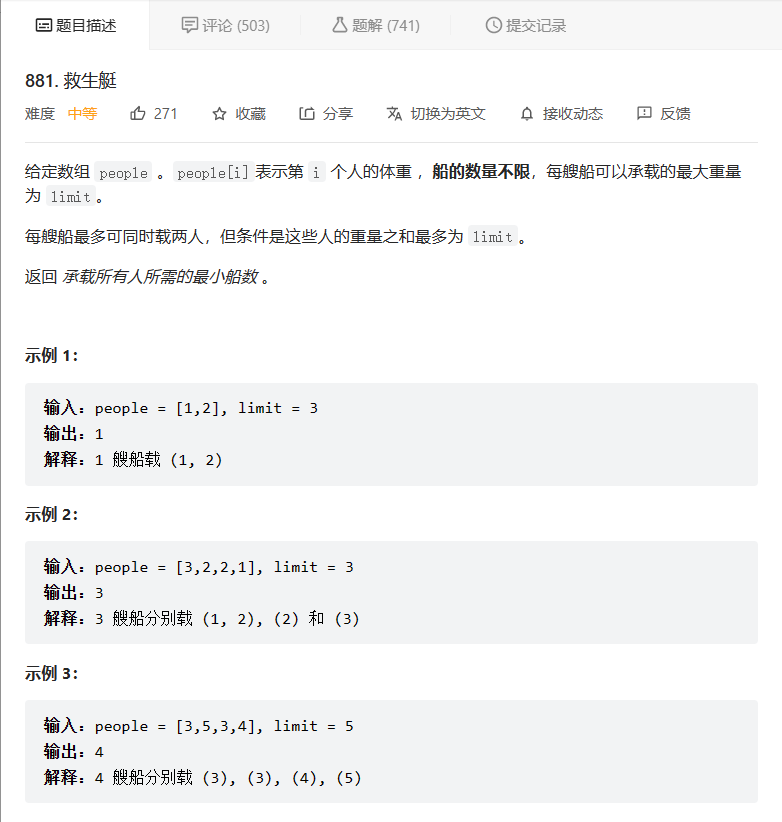 题目描述 评论 (503) 题解 (741) 提交记录
881. 救生艇
难度 中等 271 收藏 分享 切换为英文 接收动态 反馈
给定数组 people 。people[i] 表示第 i 个人的体重 ，船的数量不限，每艘船可以承载的最大重量
为 limit。
每艘船最多可同时载两人，但条件是这些人的重量之和最多为 limit。
返回 承载所有人所需的最小船数 。
示例 1：
输入：people = [1,2], limit = 3
输出：1
解释：1 艘船载 (1, 2)
示例 2：
输入：people = [3,2,2,1], limit = 3
输出：3
解释：3 艘船分别载 (1, 2), (2) 和 (3)
示例 3：
输入：people = [3,5,3,4], limit = 5
输出：4
解释：4 艘船分别载 (3), (3), (4), (5)